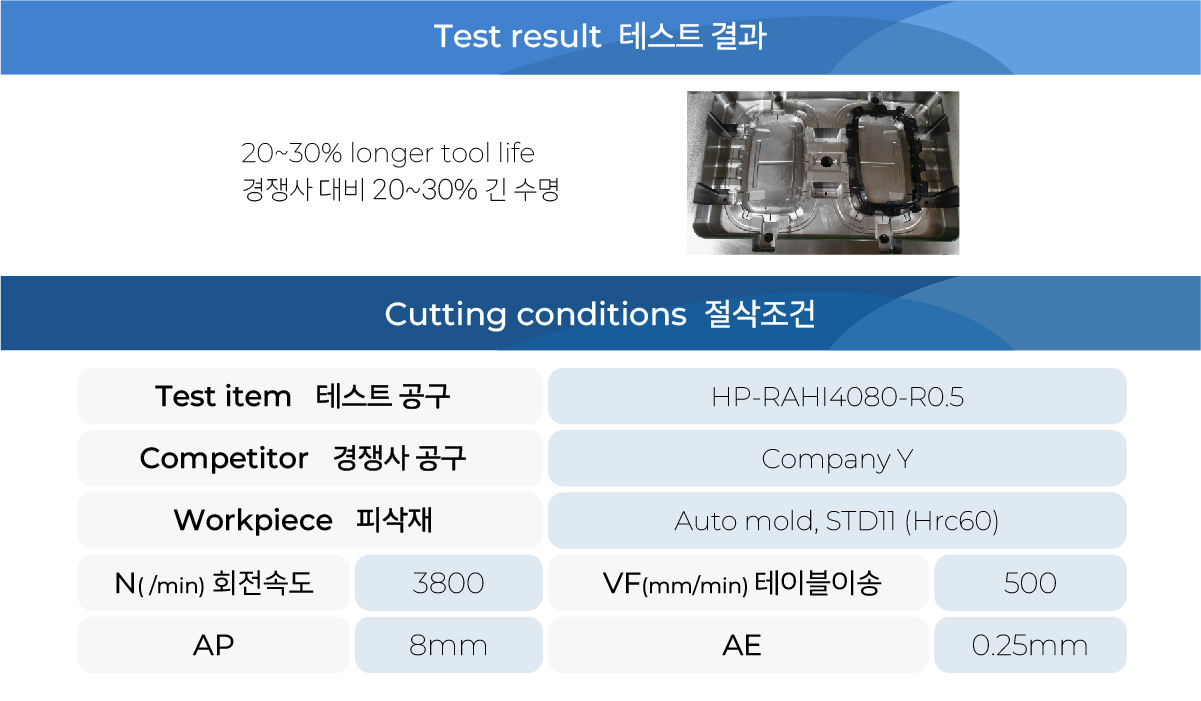 Test result 테스트 결과
20~30% longer tool life
경쟁사 대비 20~30% 긴 수명
Cutting conditions 절삭조건
Test item 테스트 공구 HP-RAHI4080-R0.5
Competitor 경쟁사 공구 Company Y
Workpiece 피삭재 Auto mold, STD11 (Hrc60)
N( /min) 회전속도 3800 VF(mm/min) 테이블이송 500
AP 8mm AE 0.25mm